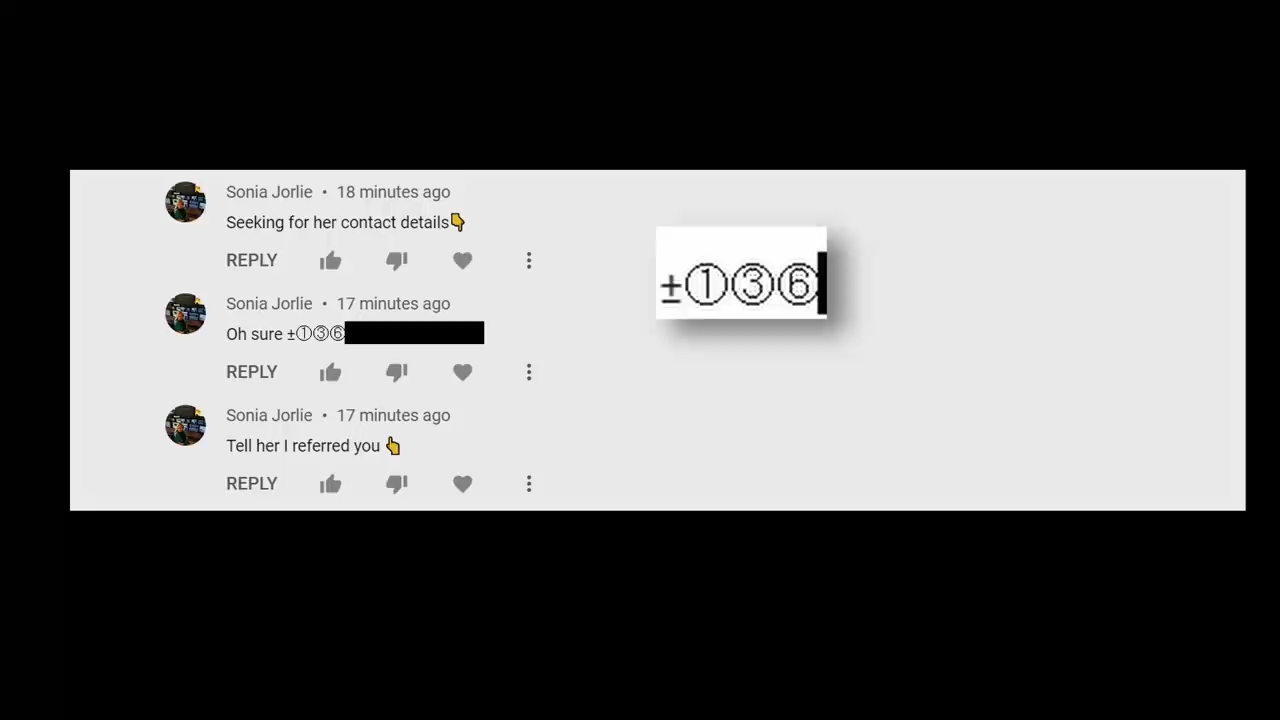 Sonia Jorlie • 18 minutes ago
Seeking for her contact details👇
REPLY
Sonia Jorlie • 17 minutes ago
Oh sure ±①③⑥
REPLY
Sonia Jorlie • 17 minutes ago
Tell her I referred you 👆
REPLY
±①③⑥